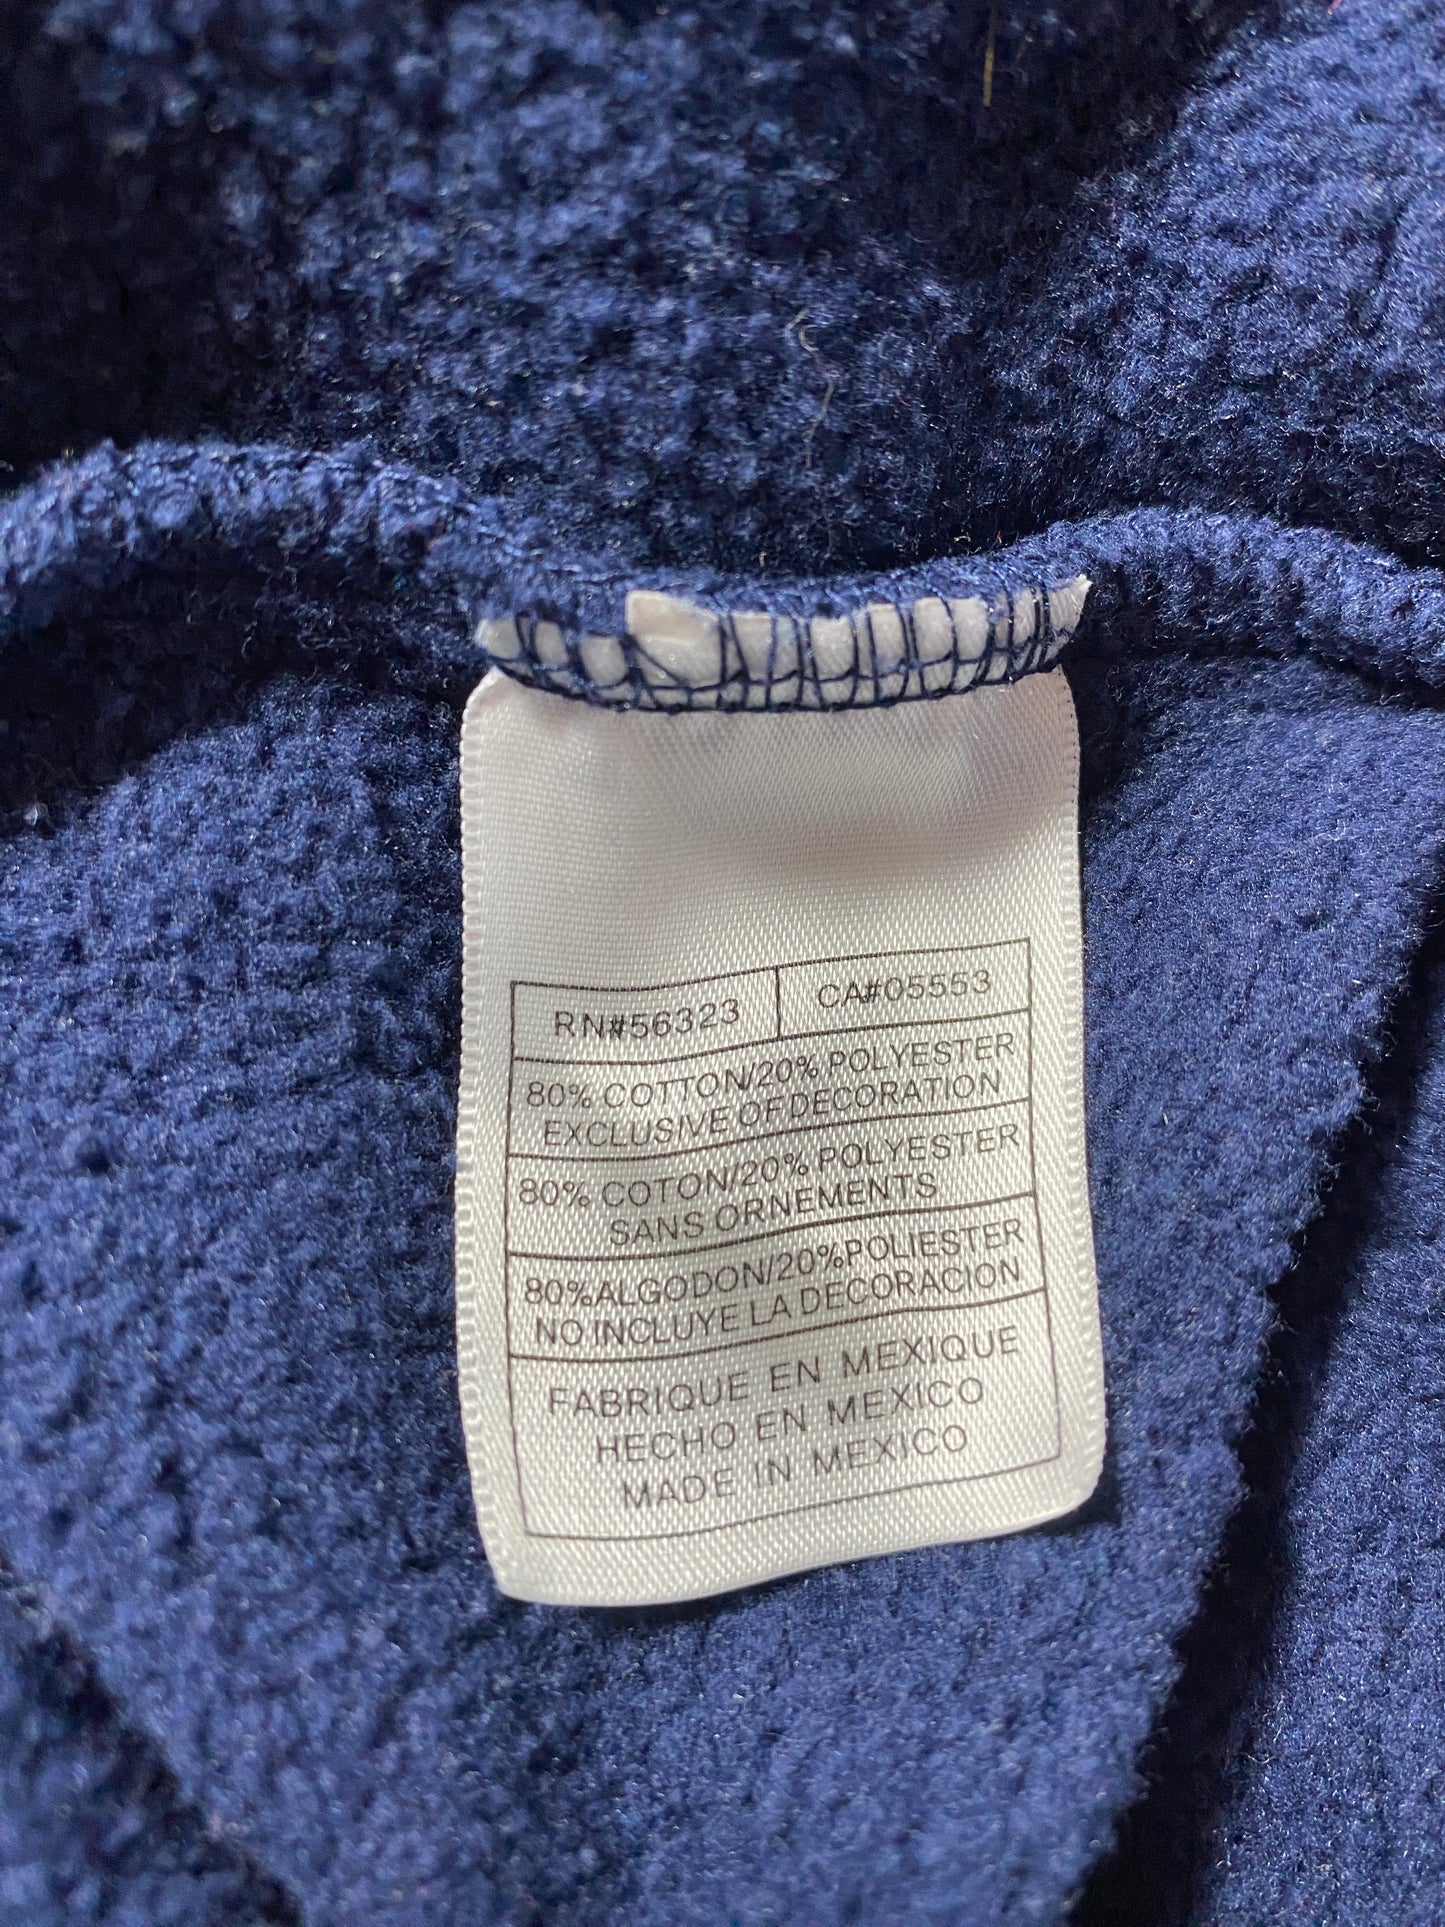 RN#56323 CA#05553
80% COTTON/20% POLYESTER
EXCLUSIVE OF DECORATION
80% COTON/20% POLYESTER
SANS ORNEMENTS
80% ALGODON/20% POLIESTER
NO INCLUYE LA DECORACION
FABRIQUE EN MEXIQUE
HECHO EN MEXICO
MADE IN MEXICO